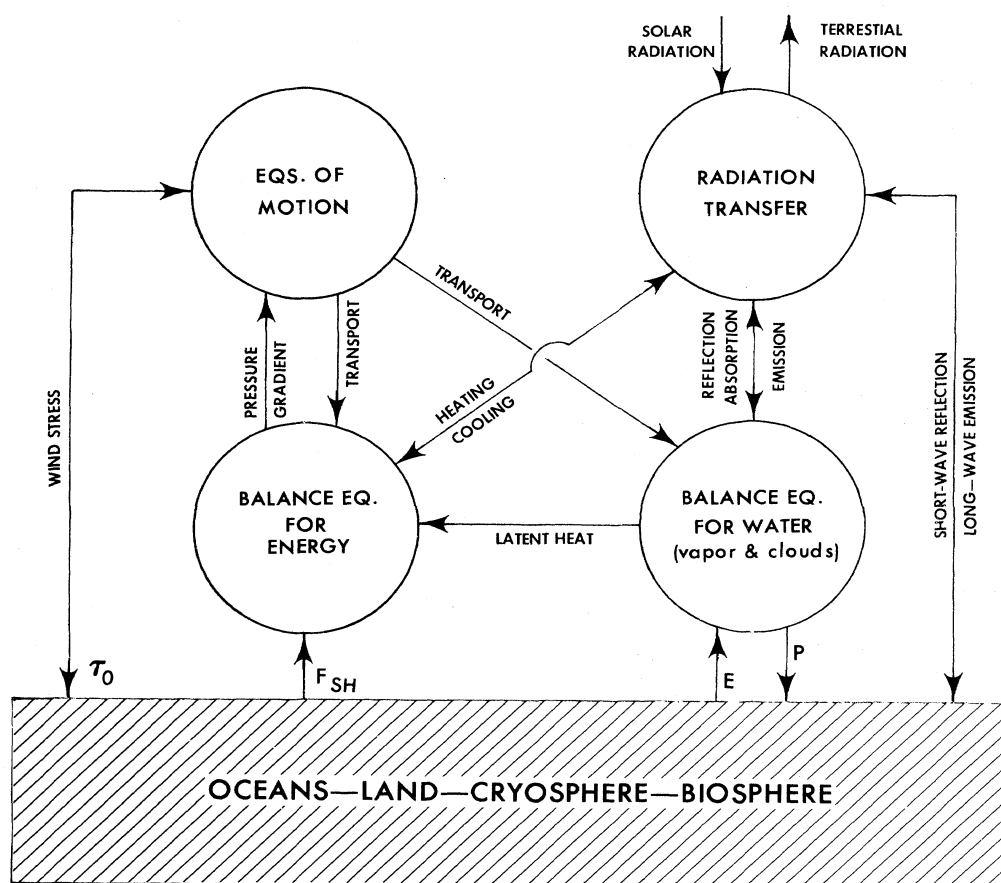 SOLAR
RADIATION
TERRESTIAL
RADIATION
EQS. OF
MOTION
RADIATION
TRANSFER
TRANSPORT
WIND STRESS
PRESSURE
GRADIENT
TRANSPORT
HEATING
COOLING
REFLECTION
ABSORPTION
EMISSION
SHORT-WAVE REFLECTION
LONG—WAVE EMISSION
BALANCE EQ.
FOR
ENERGY
LATENT HEAT
BALANCE EQ.
FOR WATER
(vapor & clouds)
τ0
FSH
E
P
OCEANS—LAND—CRYOSPHERE—BIOSPHERE